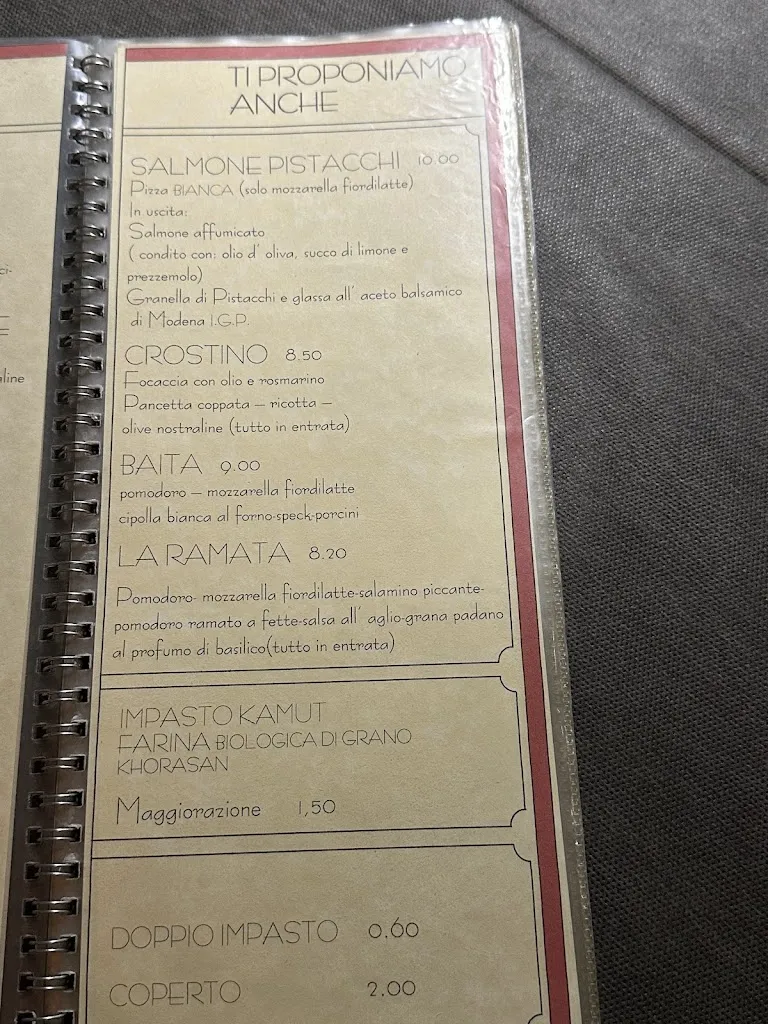 TI PROPONIAMO
ANCHE
SALMONE PISTACCHI 10.00
Pizza BIANCA (solo mozzarella fiordilatte)
In uscita:
Salmone affumicato
( condito con: olio d' oliva, succo di limone e
prezzemolo)
Granella di Pistacchi e glassa all' aceto balsamico
di Modena I.G.P.
CROSTINO 8.50
Focaccia con olio e rosmarino
Pancetta coppata – ricotta –
olive nostraline (tutto in entrata)
BAITA 9.00
pomodoro – mozzarella fiordilatte
cipolla bianca al forno-speck-porcini
LA RAMATA 8.20
Pomodoro- mozzarella fiordilatte-salamino piccante-
pomodoro ramato a fette-salsa all' aglio-grana padano
al profumo di basilico(tutto in entrata)
IMPASTO KAMUT
FARINA BIOLOGICA DI GRANO
KHORASAN
Maggiorazione 1,50
DOPPIO IMPASTO 0.60
COPERTO 2.00